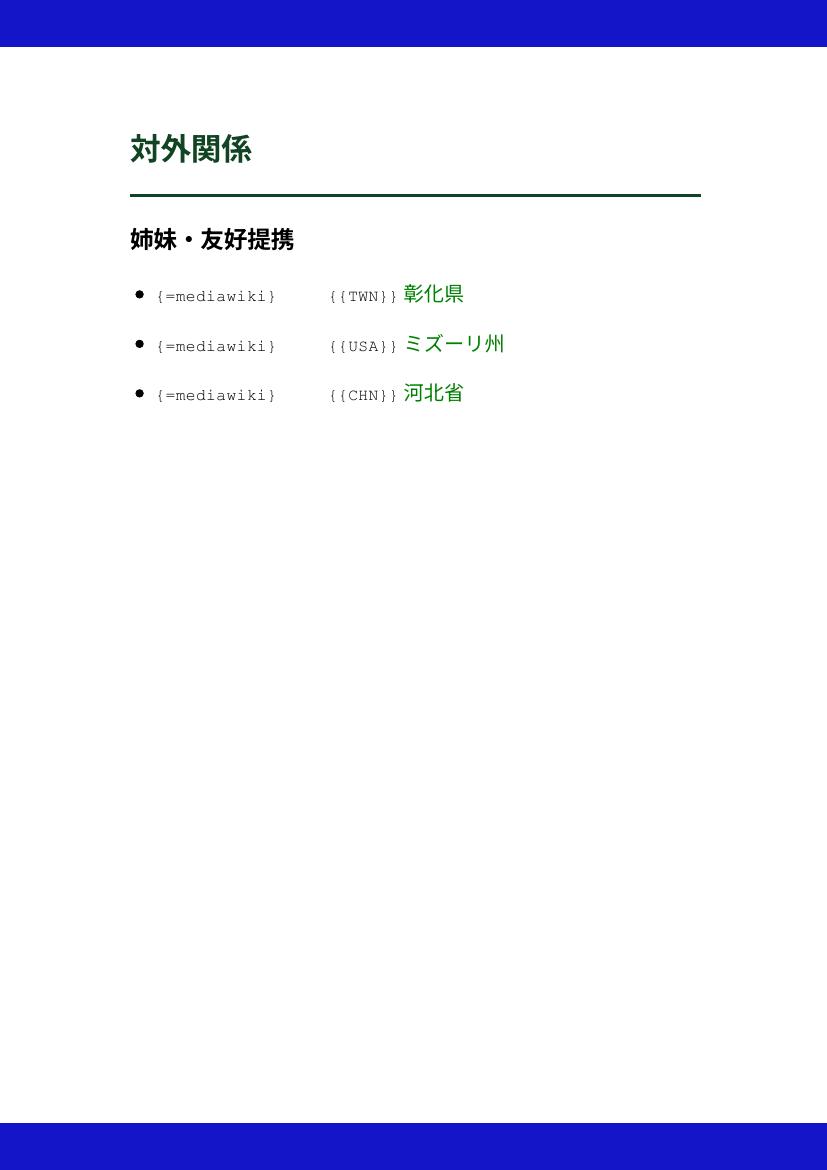 対外関係
姉妹・友好提携
• {=mediawiki} {{TWN}} 彰化県
• {=mediawiki} {{USA}} ミズーリ州
• {=mediawiki} {{CHN}} 河北省